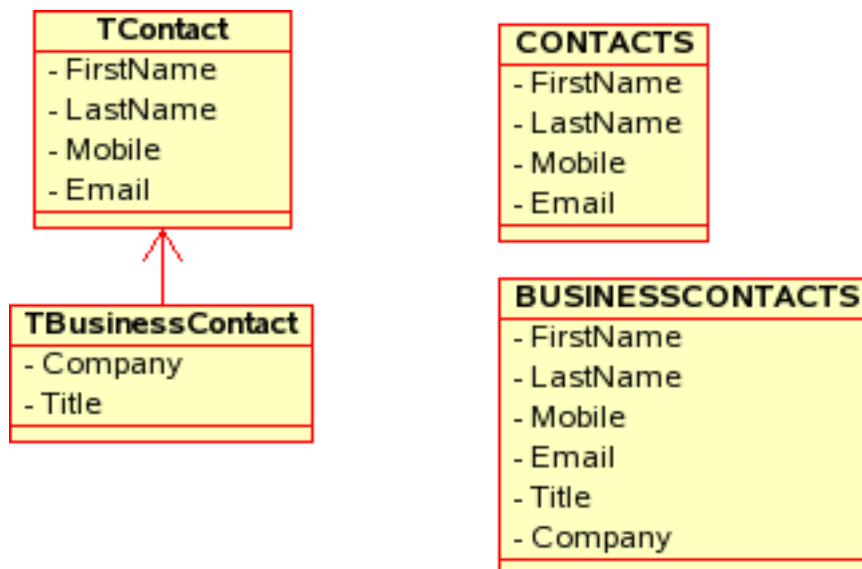 TContact
- FirstName
- LastName
- Mobile
- Email
TBusinessContact
- Company
- Title
CONTACTS
- FirstName
- LastName
- Mobile
- Email
BUSINESSCONTACTS
- FirstName
- LastName
- Mobile
- Email
- Title
- Company